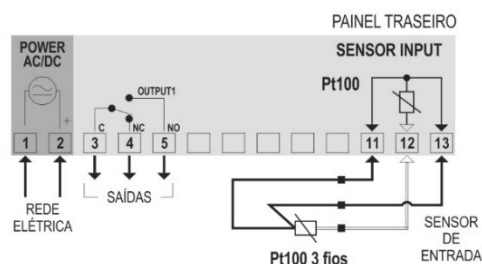 PAINEL TRASEIRO
POWER
AC/DC
SENSOR INPUT
Pt100
OUTPUT1
+
C
NC
NO
1
2
3
4
5
11
12
13
REDE
ELÉTRICA
SAÍDAS
Pt100 3 fios
SENSOR
DE
ENTRADA